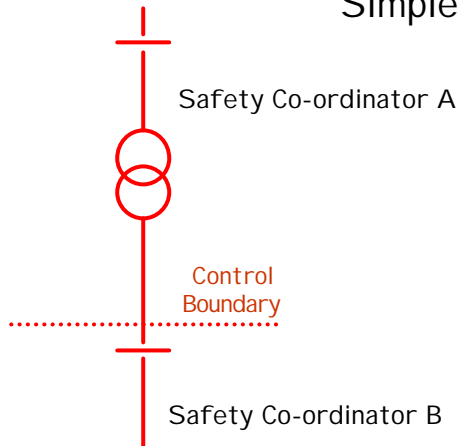 Simple
Safety Co-ordinator A
Control
Boundary
Safety Co-ordinator B